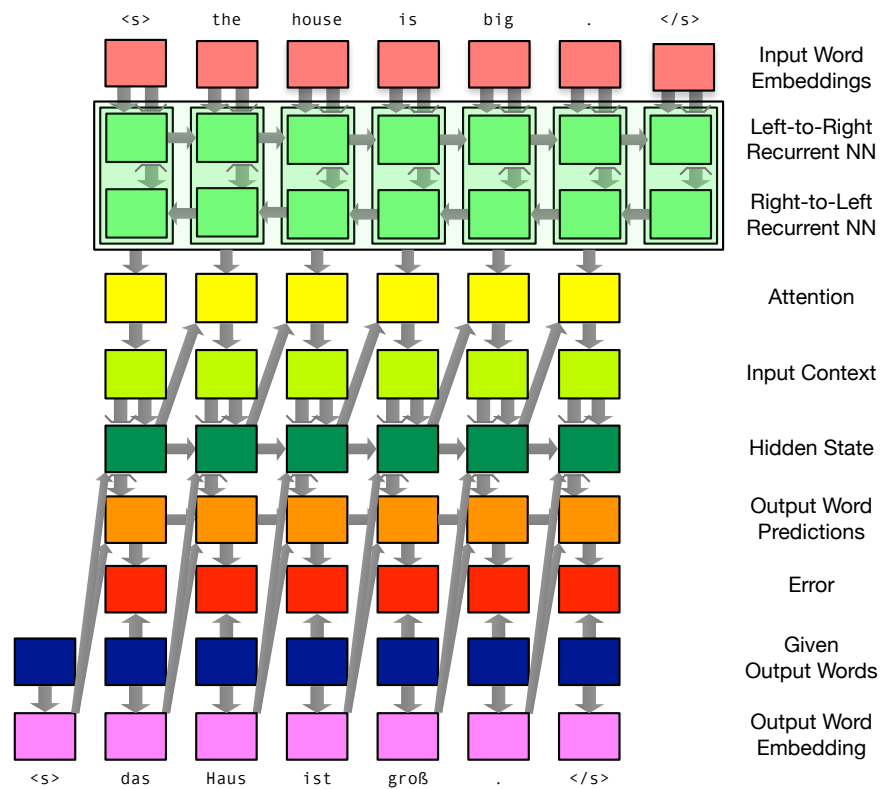 <s> the house is big . </s>
Input Word
Embeddings
Left-to-Right
Recurrent NN
Right-to-Left
Recurrent NN
Attention
Input Context
Hidden State
Output Word
Predictions
Error
Given
Output Words
Output Word
Embedding
<s> das Haus ist groß . </s>